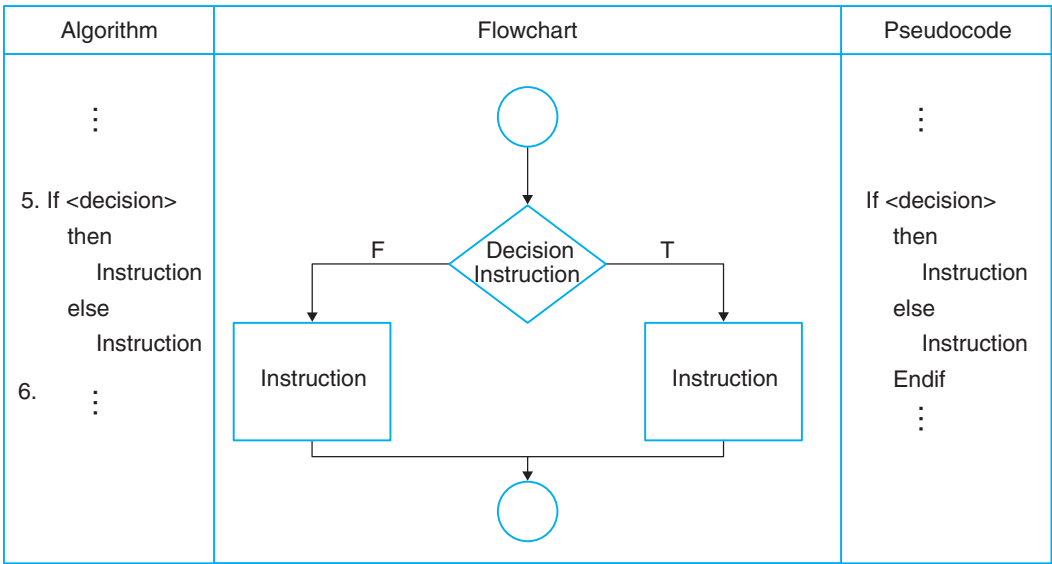 Algorithm
Flowchart
Pseudocode
⋮
5. If <decision>
then
Instruction
else
Instruction
6.
⋮
F
Decision
Instruction
T
Instruction
Instruction
⋮
If <decision>
then
Instruction
else
Instruction
Endif
⋮